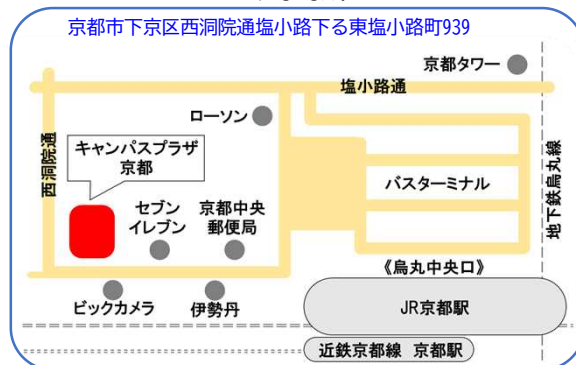 京都市下京区西洞院通塩小路下る東塩小路町939
京都タワー
塩小路通
ローソン
西洞院通
キャンパスプラザ
京都
セブン
イレブン
京都中央
郵便局
バスターミナル
地下鉄烏丸線
《烏丸中央口》
ビックカメラ
伊勢丹
JR京都駅
近鉄京都線 京都駅